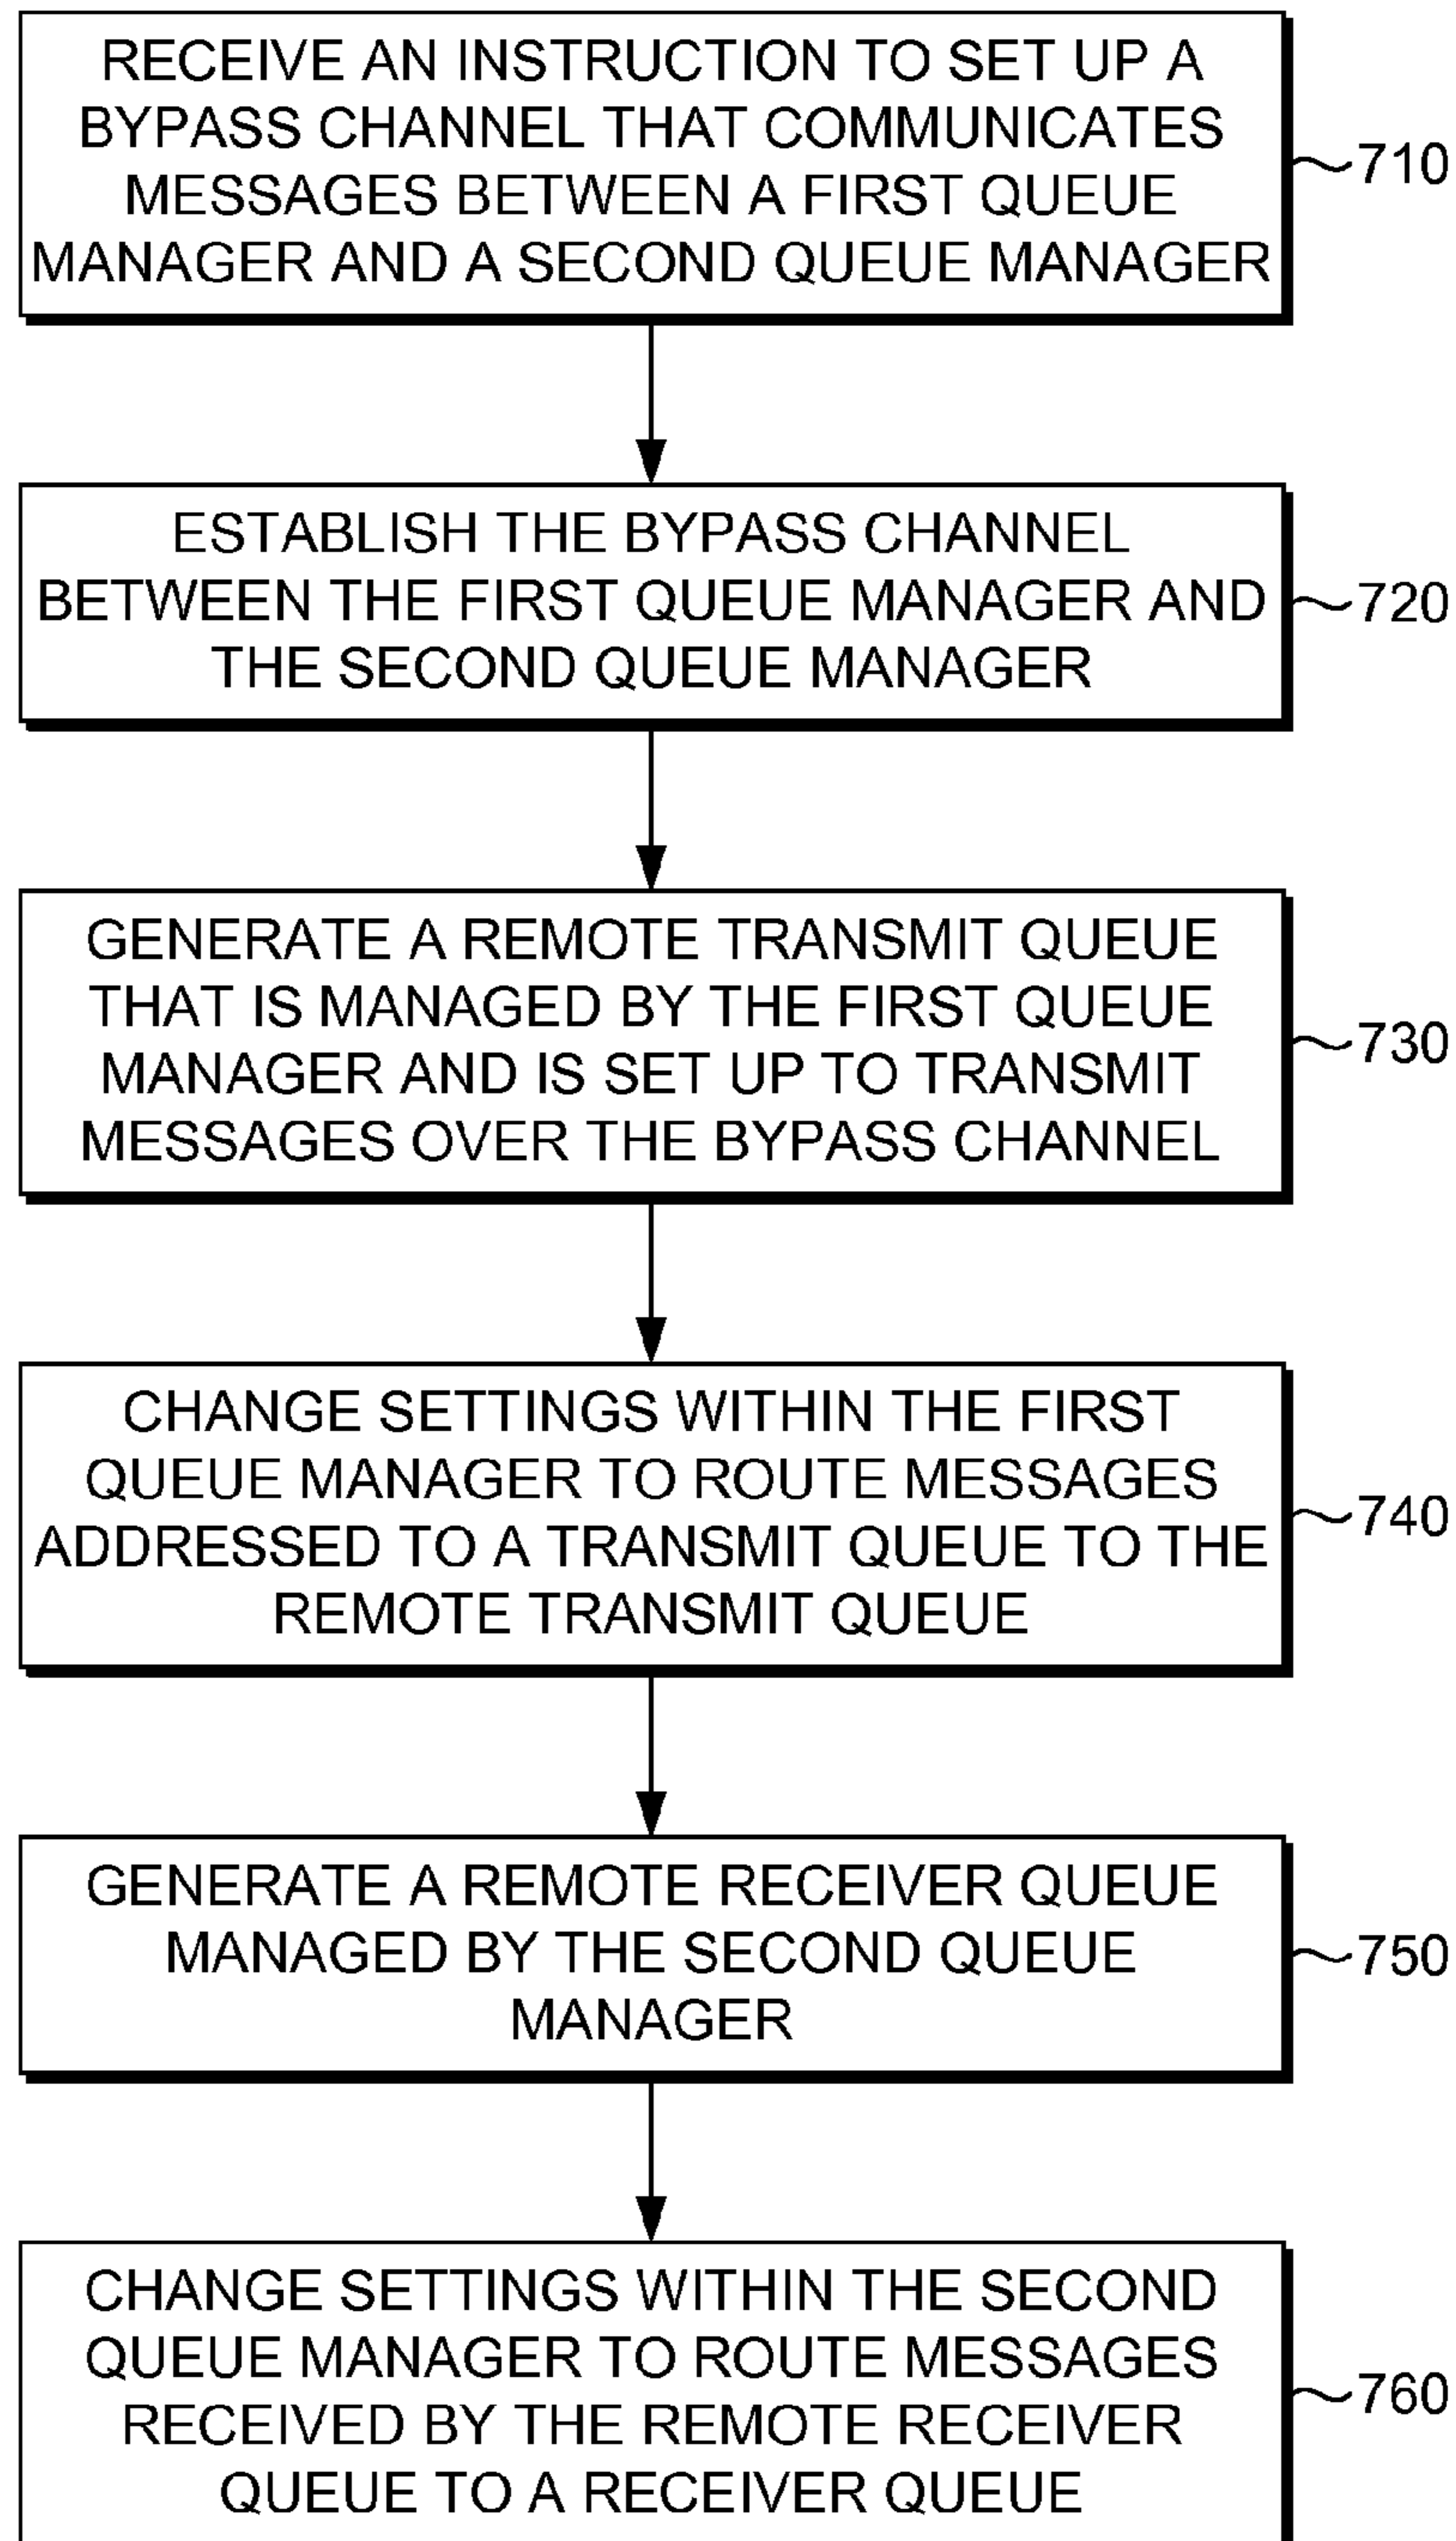 RECEIVE AN INSTRUCTION TO SET UP A
BYPASS CHANNEL THAT COMMUNICATES
MESSAGES BETWEEN A FIRST QUEUE
MANAGER AND A SECOND QUEUE MANAGER
710
ESTABLISH THE BYPASS CHANNEL
BETWEEN THE FIRST QUEUE MANAGER AND
THE SECOND QUEUE MANAGER
720
GENERATE A REMOTE TRANSMIT QUEUE
THAT IS MANAGED BY THE FIRST QUEUE
MANAGER AND IS SET UP TO TRANSMIT
MESSAGES OVER THE BYPASS CHANNEL
730
CHANGE SETTINGS WITHIN THE FIRST
QUEUE MANAGER TO ROUTE MESSAGES
ADDRESSED TO A TRANSMIT QUEUE TO THE
REMOTE TRANSMIT QUEUE
740
GENERATE A REMOTE RECEIVER QUEUE
MANAGED BY THE SECOND QUEUE
MANAGER
750
CHANGE SETTINGS WITHIN THE SECOND
QUEUE MANAGER TO ROUTE MESSAGES
RECEIVED BY THE REMOTE RECEIVER
QUEUE TO A RECEIVER QUEUE
760